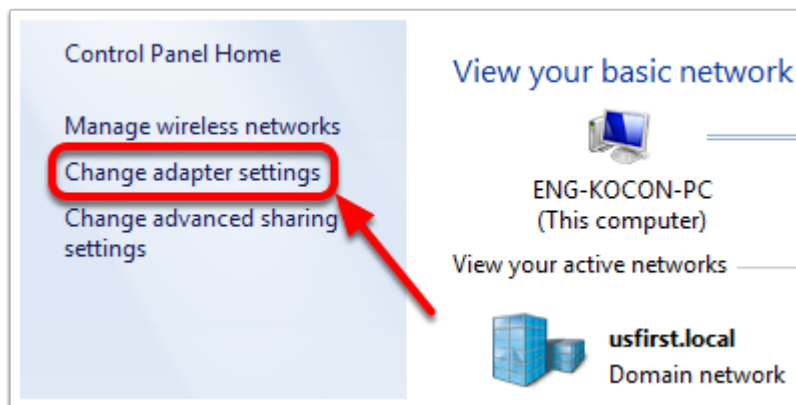 Control Panel Home
Manage wireless networks
Change adapter settings
Change advanced sharing
settings
View your basic network
ENG-KOCON-PC
(This computer)
View your active networks
usfirst.local
Domain network